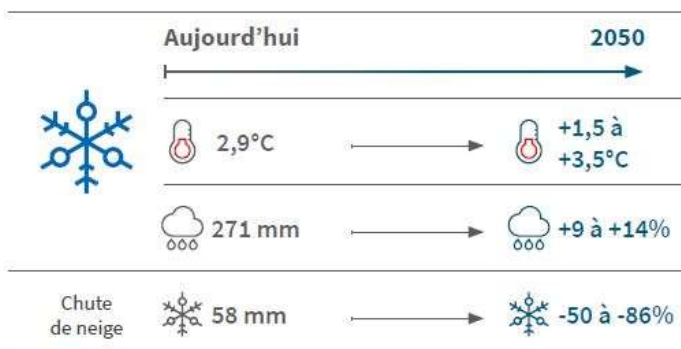 Aujourd'hui 2050
2,9°C +1,5 à
+3,5°C
271 mm +9 à +14%
Chute
de neige 58 mm -50 à -86%